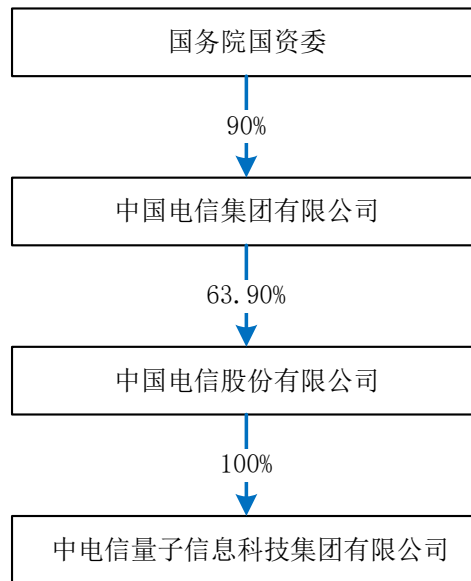 国务院国资委
90%
中国电信集团有限公司
63.90%
中国电信股份有限公司
100%
中电信量子信息科技集团有限公司